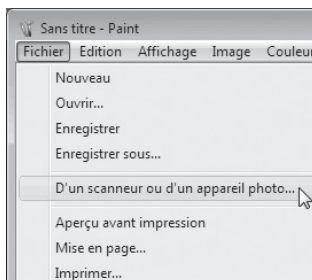 Sans titre - Paint
Fichier Edition Affichage Image Couleur
Nouveau
Ouvrir...
Enregistrer
Enregistrer sous...
D'un scanneur ou d'un appareil photo...
Aperçu avant impression
Mise en page...
Imprimer...